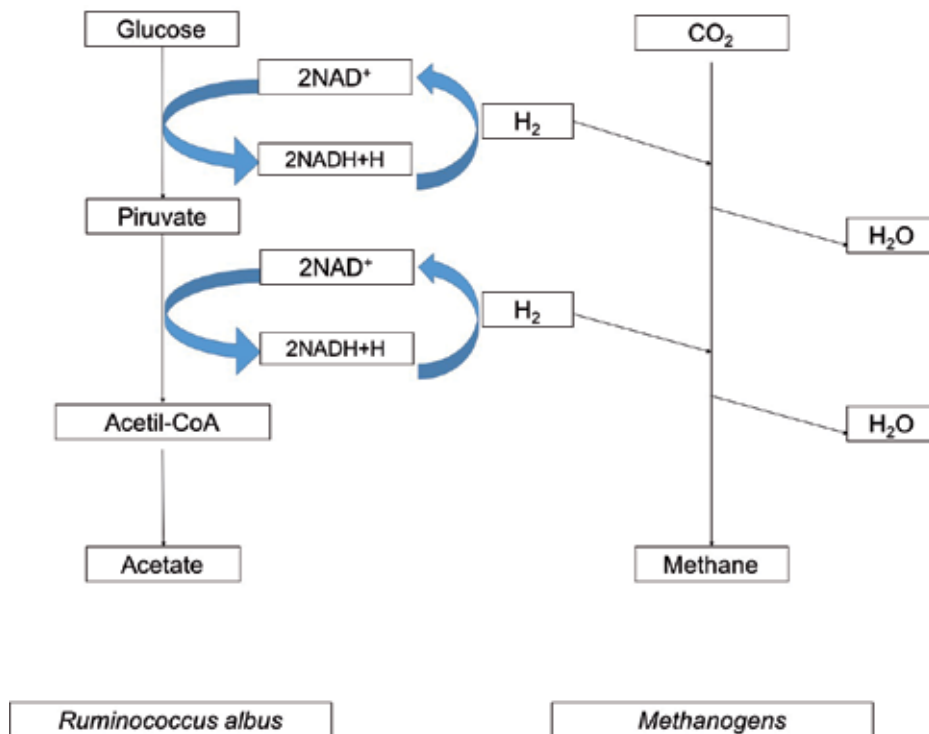 Glucose
CO₂
2NAD⁺
H₂
2NADH+H
Piruvate
H₂O
2NAD⁺
H₂
2NADH+H
Acetil-CoA
H₂O
Acetate
Methane
Ruminococcus albus
Methanogens